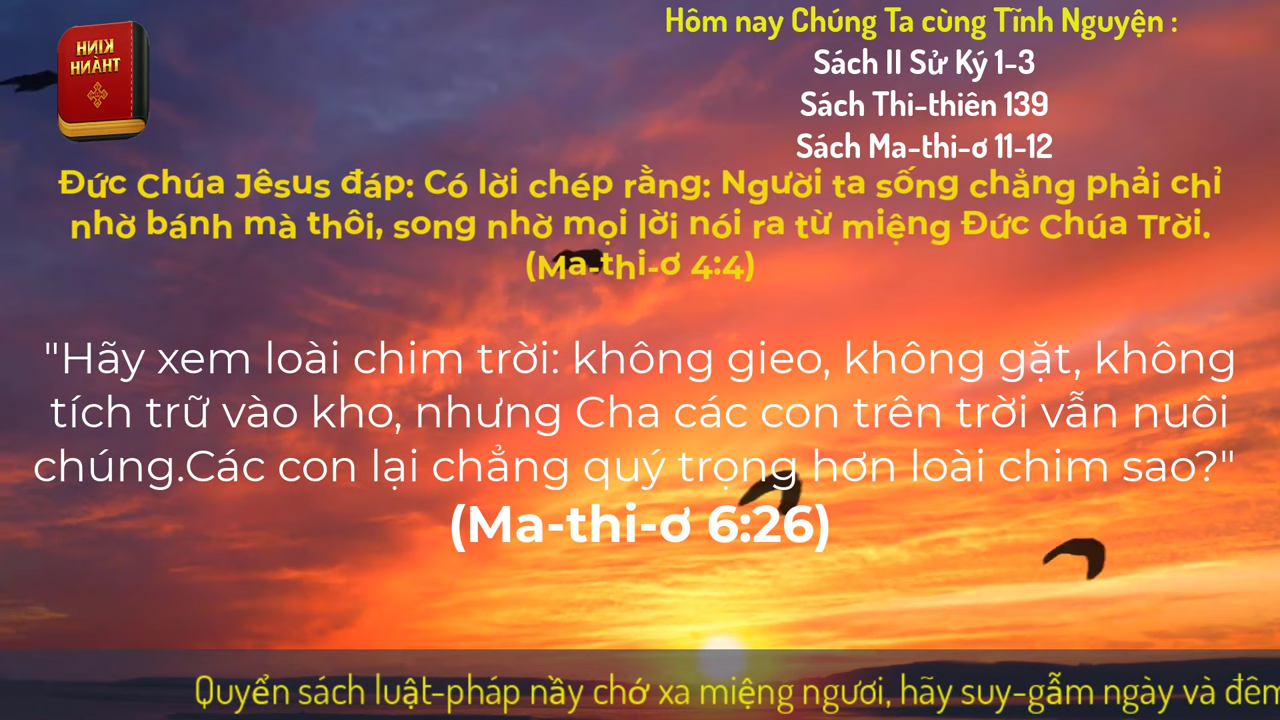 KINH
THÁNH
Hôm nay Chúng Ta cùng Tĩnh Nguyện :
Sách II Sử Ký 1-3
Sách Thi-thiên 139
Sách Ma-thi-ơ 11-12
Đức Chúa Jêsus đáp: Có lời chép rằng: Người ta sống chẳng phải chỉ
nhờ bánh mà thôi, song nhờ mọi lời nói ra từ miệng Đức Chúa Trời.
(Ma-thi-ơ 4:4)
"Hãy xem loài chim trời: không gieo, không gặt, không
tích trữ vào kho, nhưng Cha các con trên trời vẫn nuôi
chúng.Các con lại chẳng quý trọng hơn loài chim sao?"
(Ma-thi-ơ 6:26)
Quyển sách luật-pháp nầy chớ xa miệng ngươi, hãy suy-gẫm ngày và đêm